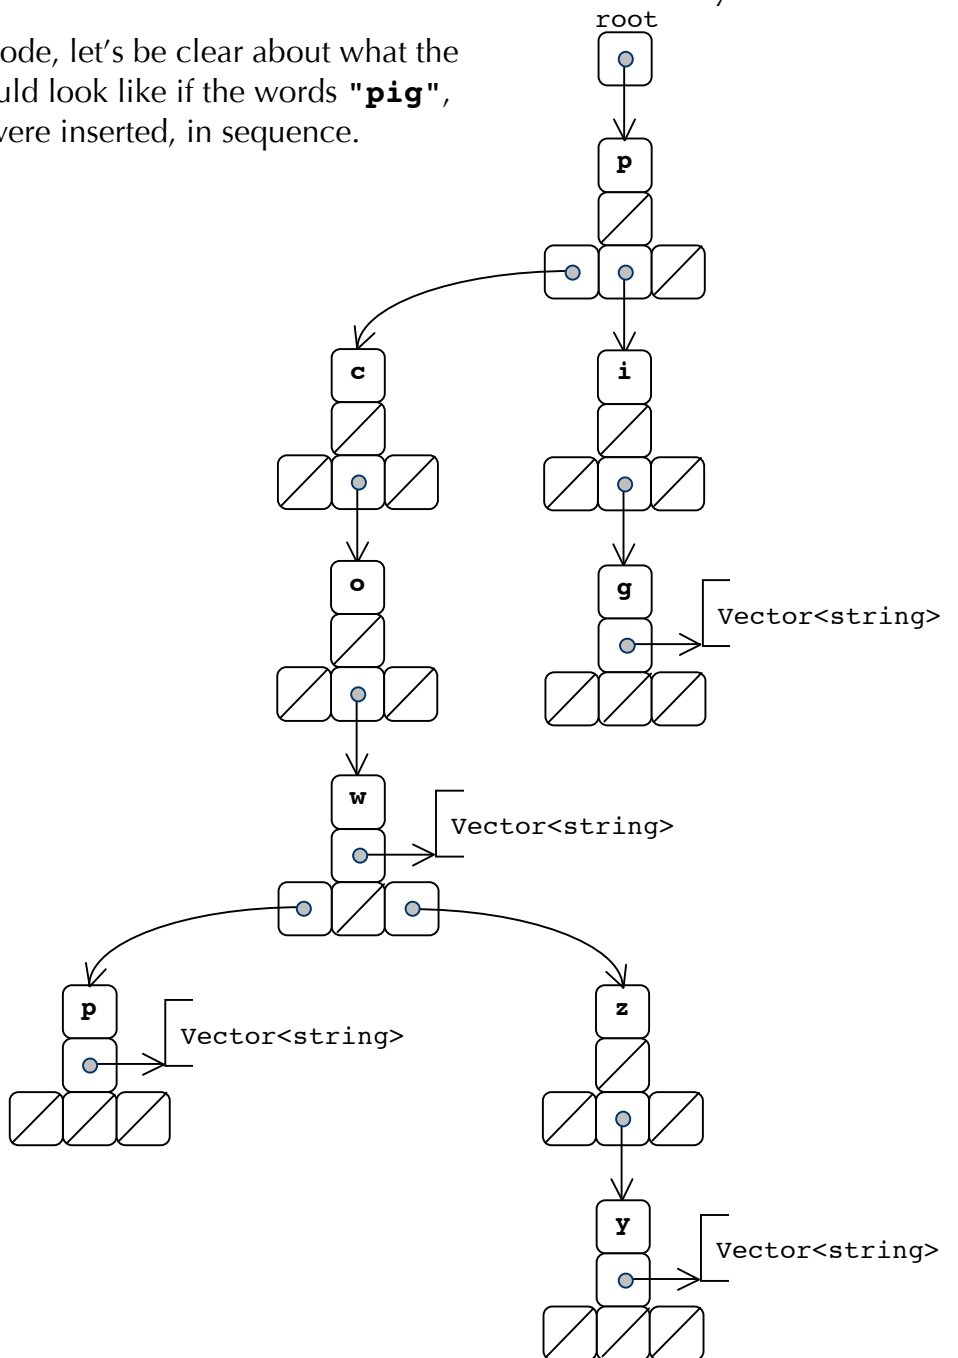 root
ode, let's be clear about what the
uld look like if the words "pig",
were inserted, in sequence.
p
c
i
o
g
Vector<string>
w
Vector<string>
p
Vector<string>
z
y
Vector<string>